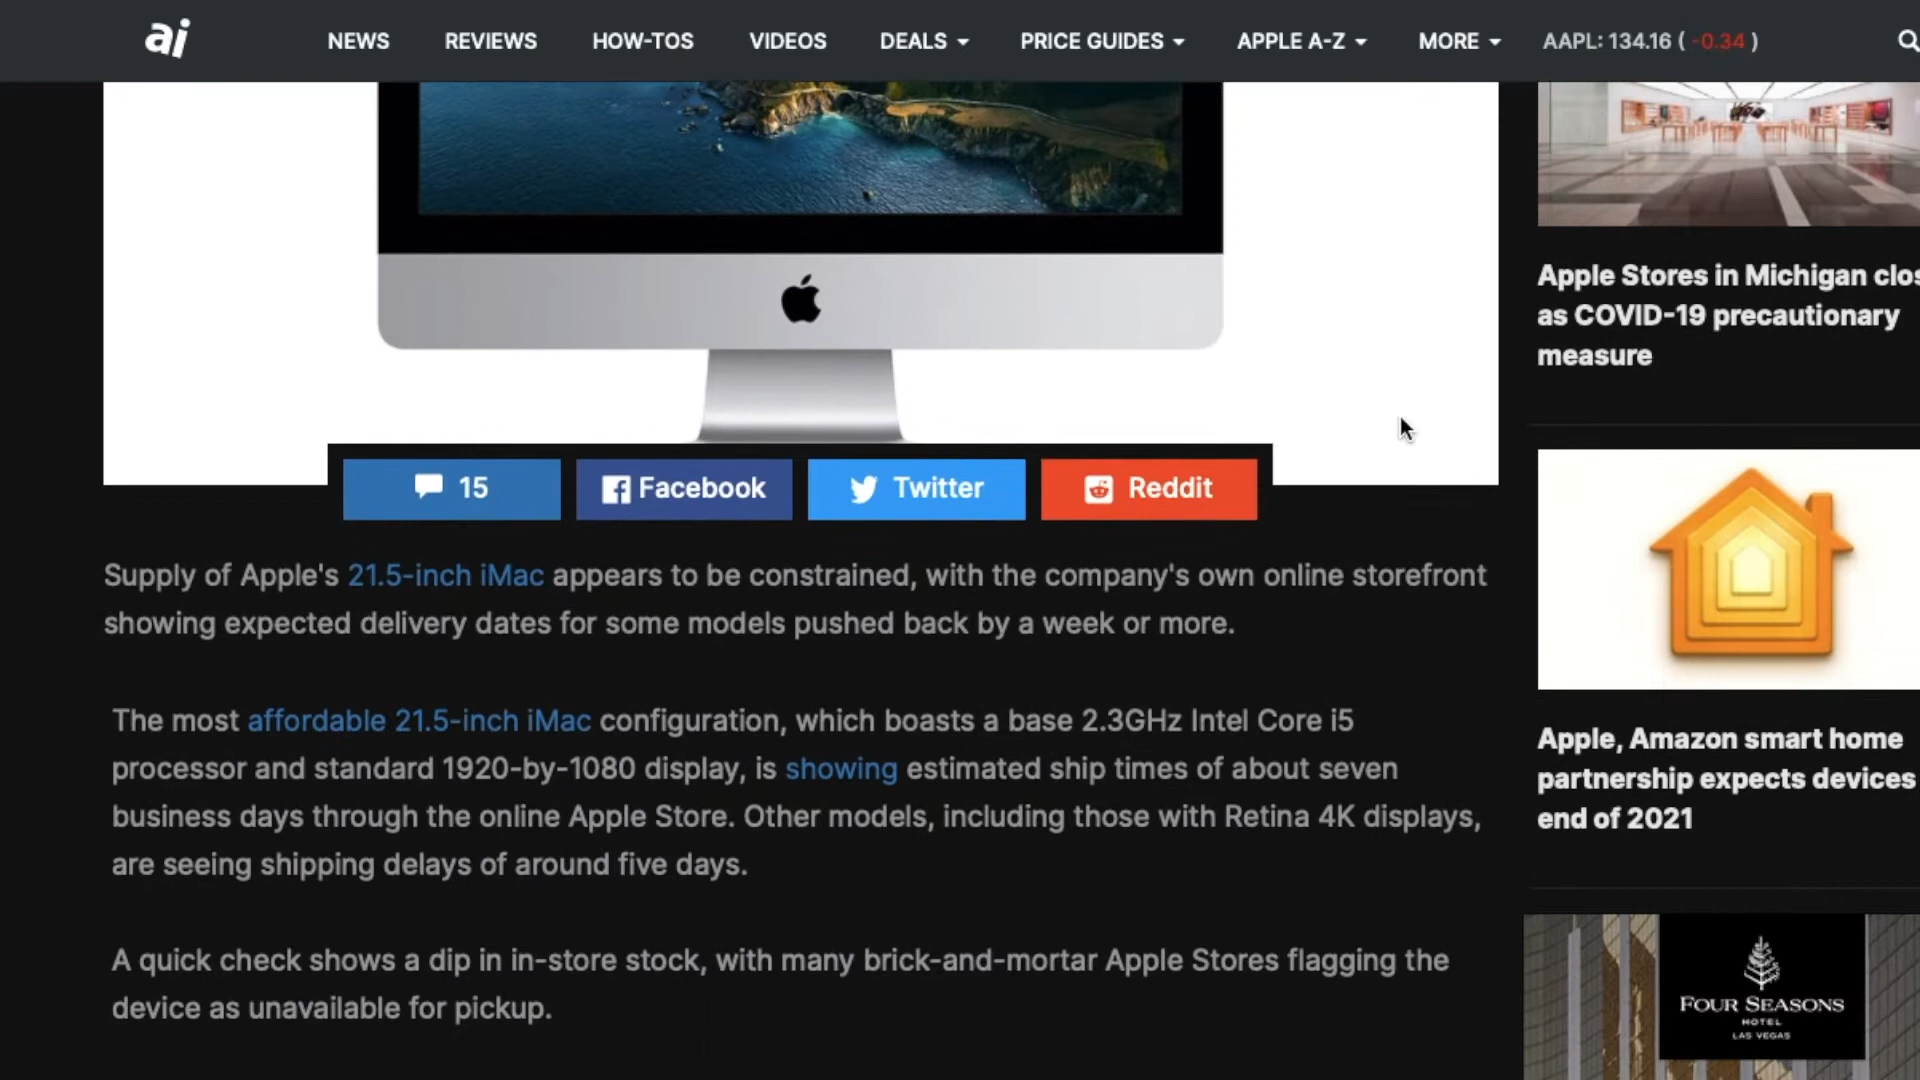 ai NEWS REVIEWS HOW-TOS VIDEOS DEALS PRICE GUIDES APPLE A-Z MORE AAPL: 134.16 ( -0.34 )
15 Facebook Twitter Reddit
Supply of Apple's 21.5-inch iMac appears to be constrained, with the company's own online storefront
showing expected delivery dates for some models pushed back by a week or more.
The most affordable 21.5-inch iMac configuration, which boasts a base 2.3GHz Intel Core i5
processor and standard 1920-by-1080 display, is showing estimated ship times of about seven
business days through the online Apple Store. Other models, including those with Retina 4K displays,
are seeing shipping delays of around five days.
A quick check shows a dip in in-store stock, with many brick-and-mortar Apple Stores flagging the
device as unavailable for pickup.
Apple Stores in Michigan clos
as COVID-19 precautionary
measure
Apple, Amazon smart home
partnership expects devices
end of 2021
FOUR SEASONS
HOTEL
LAS VEGAS